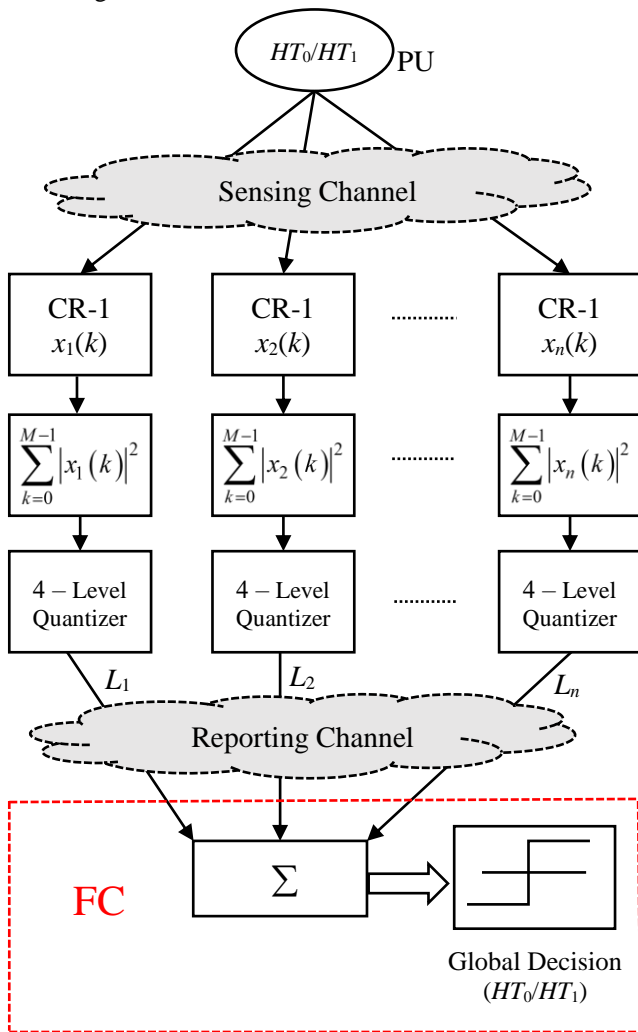 HT₀/HT₁
PU
Sensing Channel
CR-1 CR-1 ............... CR-1
x₁(k) x₂(k) xₙ(k)
∑_{k=0}^{M-1} |x₁(k)|² ∑_{k=0}^{M-1} |x₂(k)|² ............... ∑_{k=0}^{M-1} |xₙ(k)|²
4 – Level 4 – Level ............... 4 – Level
Quantizer Quantizer Quantizer
L₁ L₂ Lₙ
Reporting Channel
FC
Σ
Global Decision
(HT₀/HT₁)